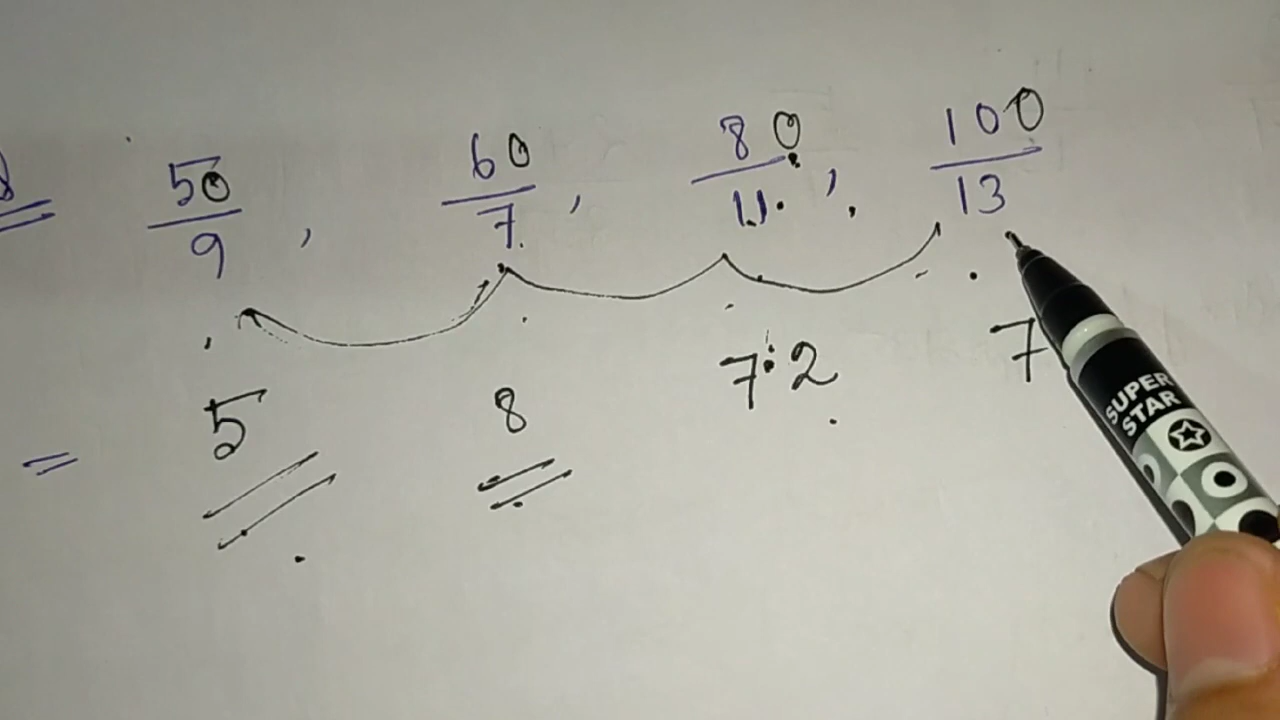 50/9 , 60/7 , 80/11 , 100/13
= 5 8 7.2 7
SUPER
STAR